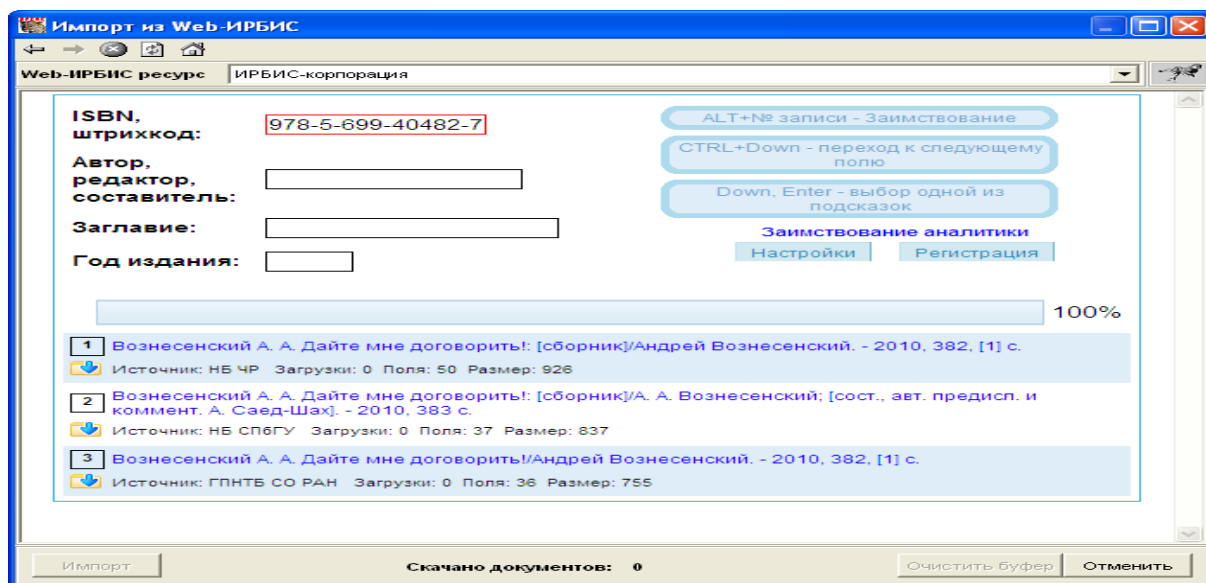 Импорт из Web-ИРБИС
Web-ИРБИС ресурс ИРБИС-корпорация
ISBN,
штрихкод:
978-5-699-40482-7
Автор,
редактор,
составитель:
Заглавие:
Год издания:
ALT+№ записи - Заимствование
CTRL+Down - переход к следующему
полю
Down, Enter - выбор одной из
подсказок
Заимствование аналитики
Настройки Регистрация
100%
1 Вознесенский А. А. Дайте мне договорить!: [сборник]/Андрей Вознесенский. - 2010, 382, [1] с.
Источник: НБ ЧР Загрузки: 0 Поля: 50 Размер: 926
2 Вознесенский А. А. Дайте мне договорить!: [сборник]/А. А. Вознесенский; [сост., авт. предисл. и
коммент. А. Саед-Шах]. - 2010, 383 с.
Источник: НБ СПбГУ Загрузки: 0 Поля: 37 Размер: 837
3 Вознесенский А. А. Дайте мне договорить!/Андрей Вознесенский. - 2010, 382, [1] с.
Источник: ГПНТБ СО РАН Загрузки: 0 Поля: 36 Размер: 755
Импорт Скачано документов: 0 Очистить буфер Отменить